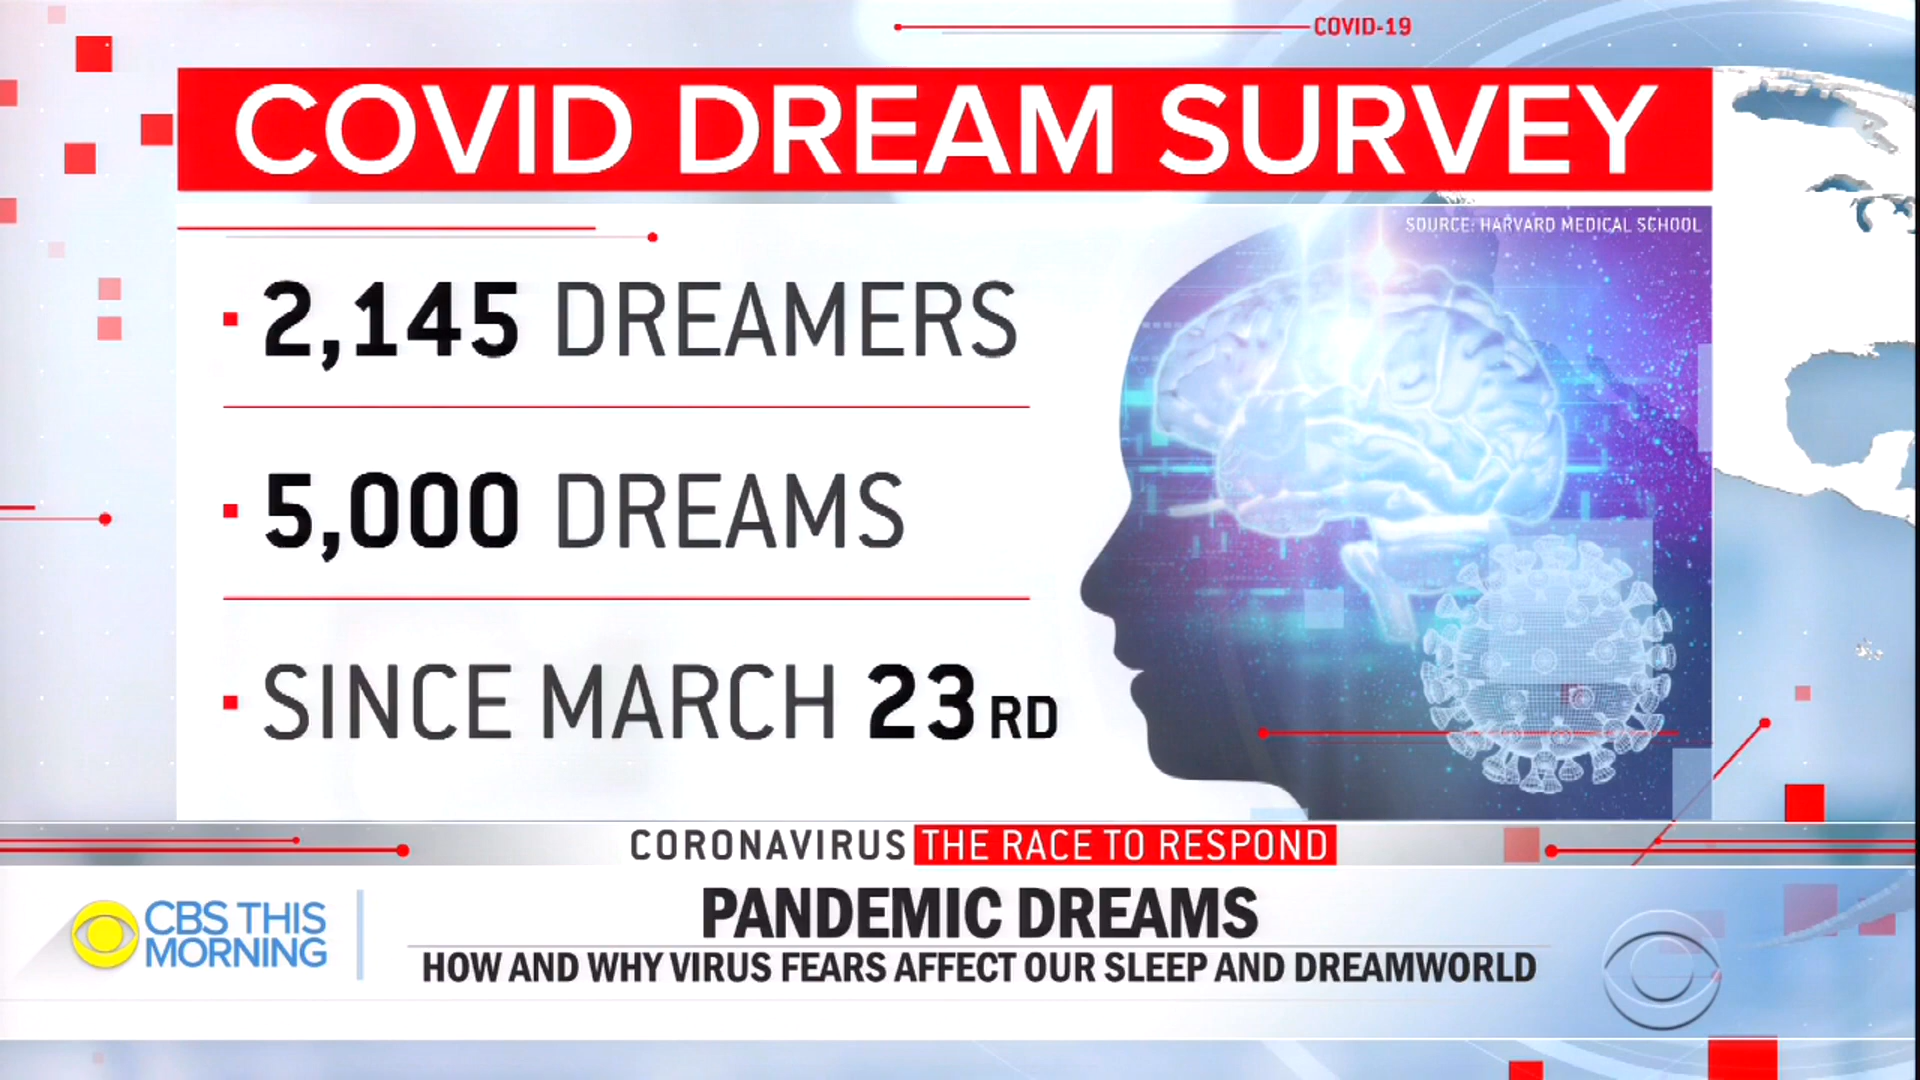 COVID-19
COVID DREAM SURVEY
SOURCE: HARVARD MEDICAL SCHOOL
2,145 DREAMERS
5,000 DREAMS
SINCE MARCH 23RD
CORONAVIRUS THE RACE TO RESPOND
CBS THIS
MORNING
PANDEMIC DREAMS
HOW AND WHY VIRUS FEARS AFFECT OUR SLEEP AND DREAMWORLD